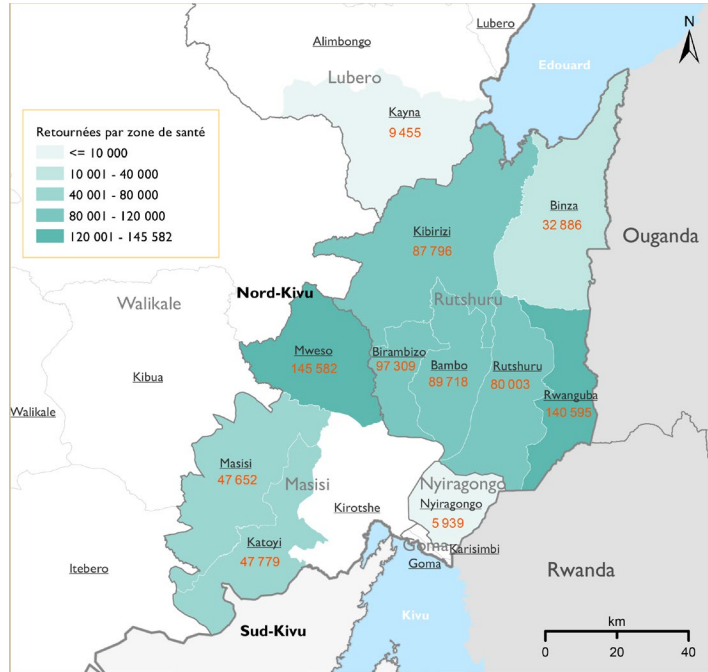 Lubero
Alimbongo
N
Edouard
Lubero
Kayna
9 455
Retournées par zone de santé
<= 10 000
10 001 - 40 000
40 001 - 80 000
80 001 - 120 000
120 001 - 145 582
Binza
32 886
Kibirizi
87 796
Ouganda
Nord-Kivu
Walikale
Rutshuru
Mweso
145 582
Birambizo
97 309
Bambo
89 718
Rutshuru
80 003
Kibua
Rwanguba
140 595
Walikale
Masisi
47 652
Masisi
Nyiragongo
Nyiragongo
5 939
Kirotshe
Katoyi
47 779
Goma
Karisimbi
Goma
Itebero
Rwanda
Kivu
Sud-Kivu
km
0 20 40